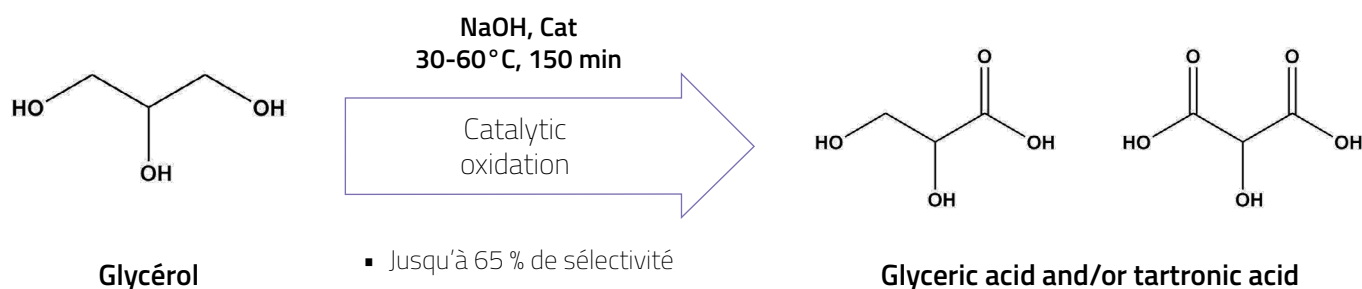 NaOH, Cat
30-60°C, 150 min
HO
OH
OH
Catalytic
oxidation
O
HO
OH
OH
O
O
HO
OH
OH
Glycérol
▪ Jusqu'à 65 % de sélectivité
Glyceric acid and/or tartronic acid